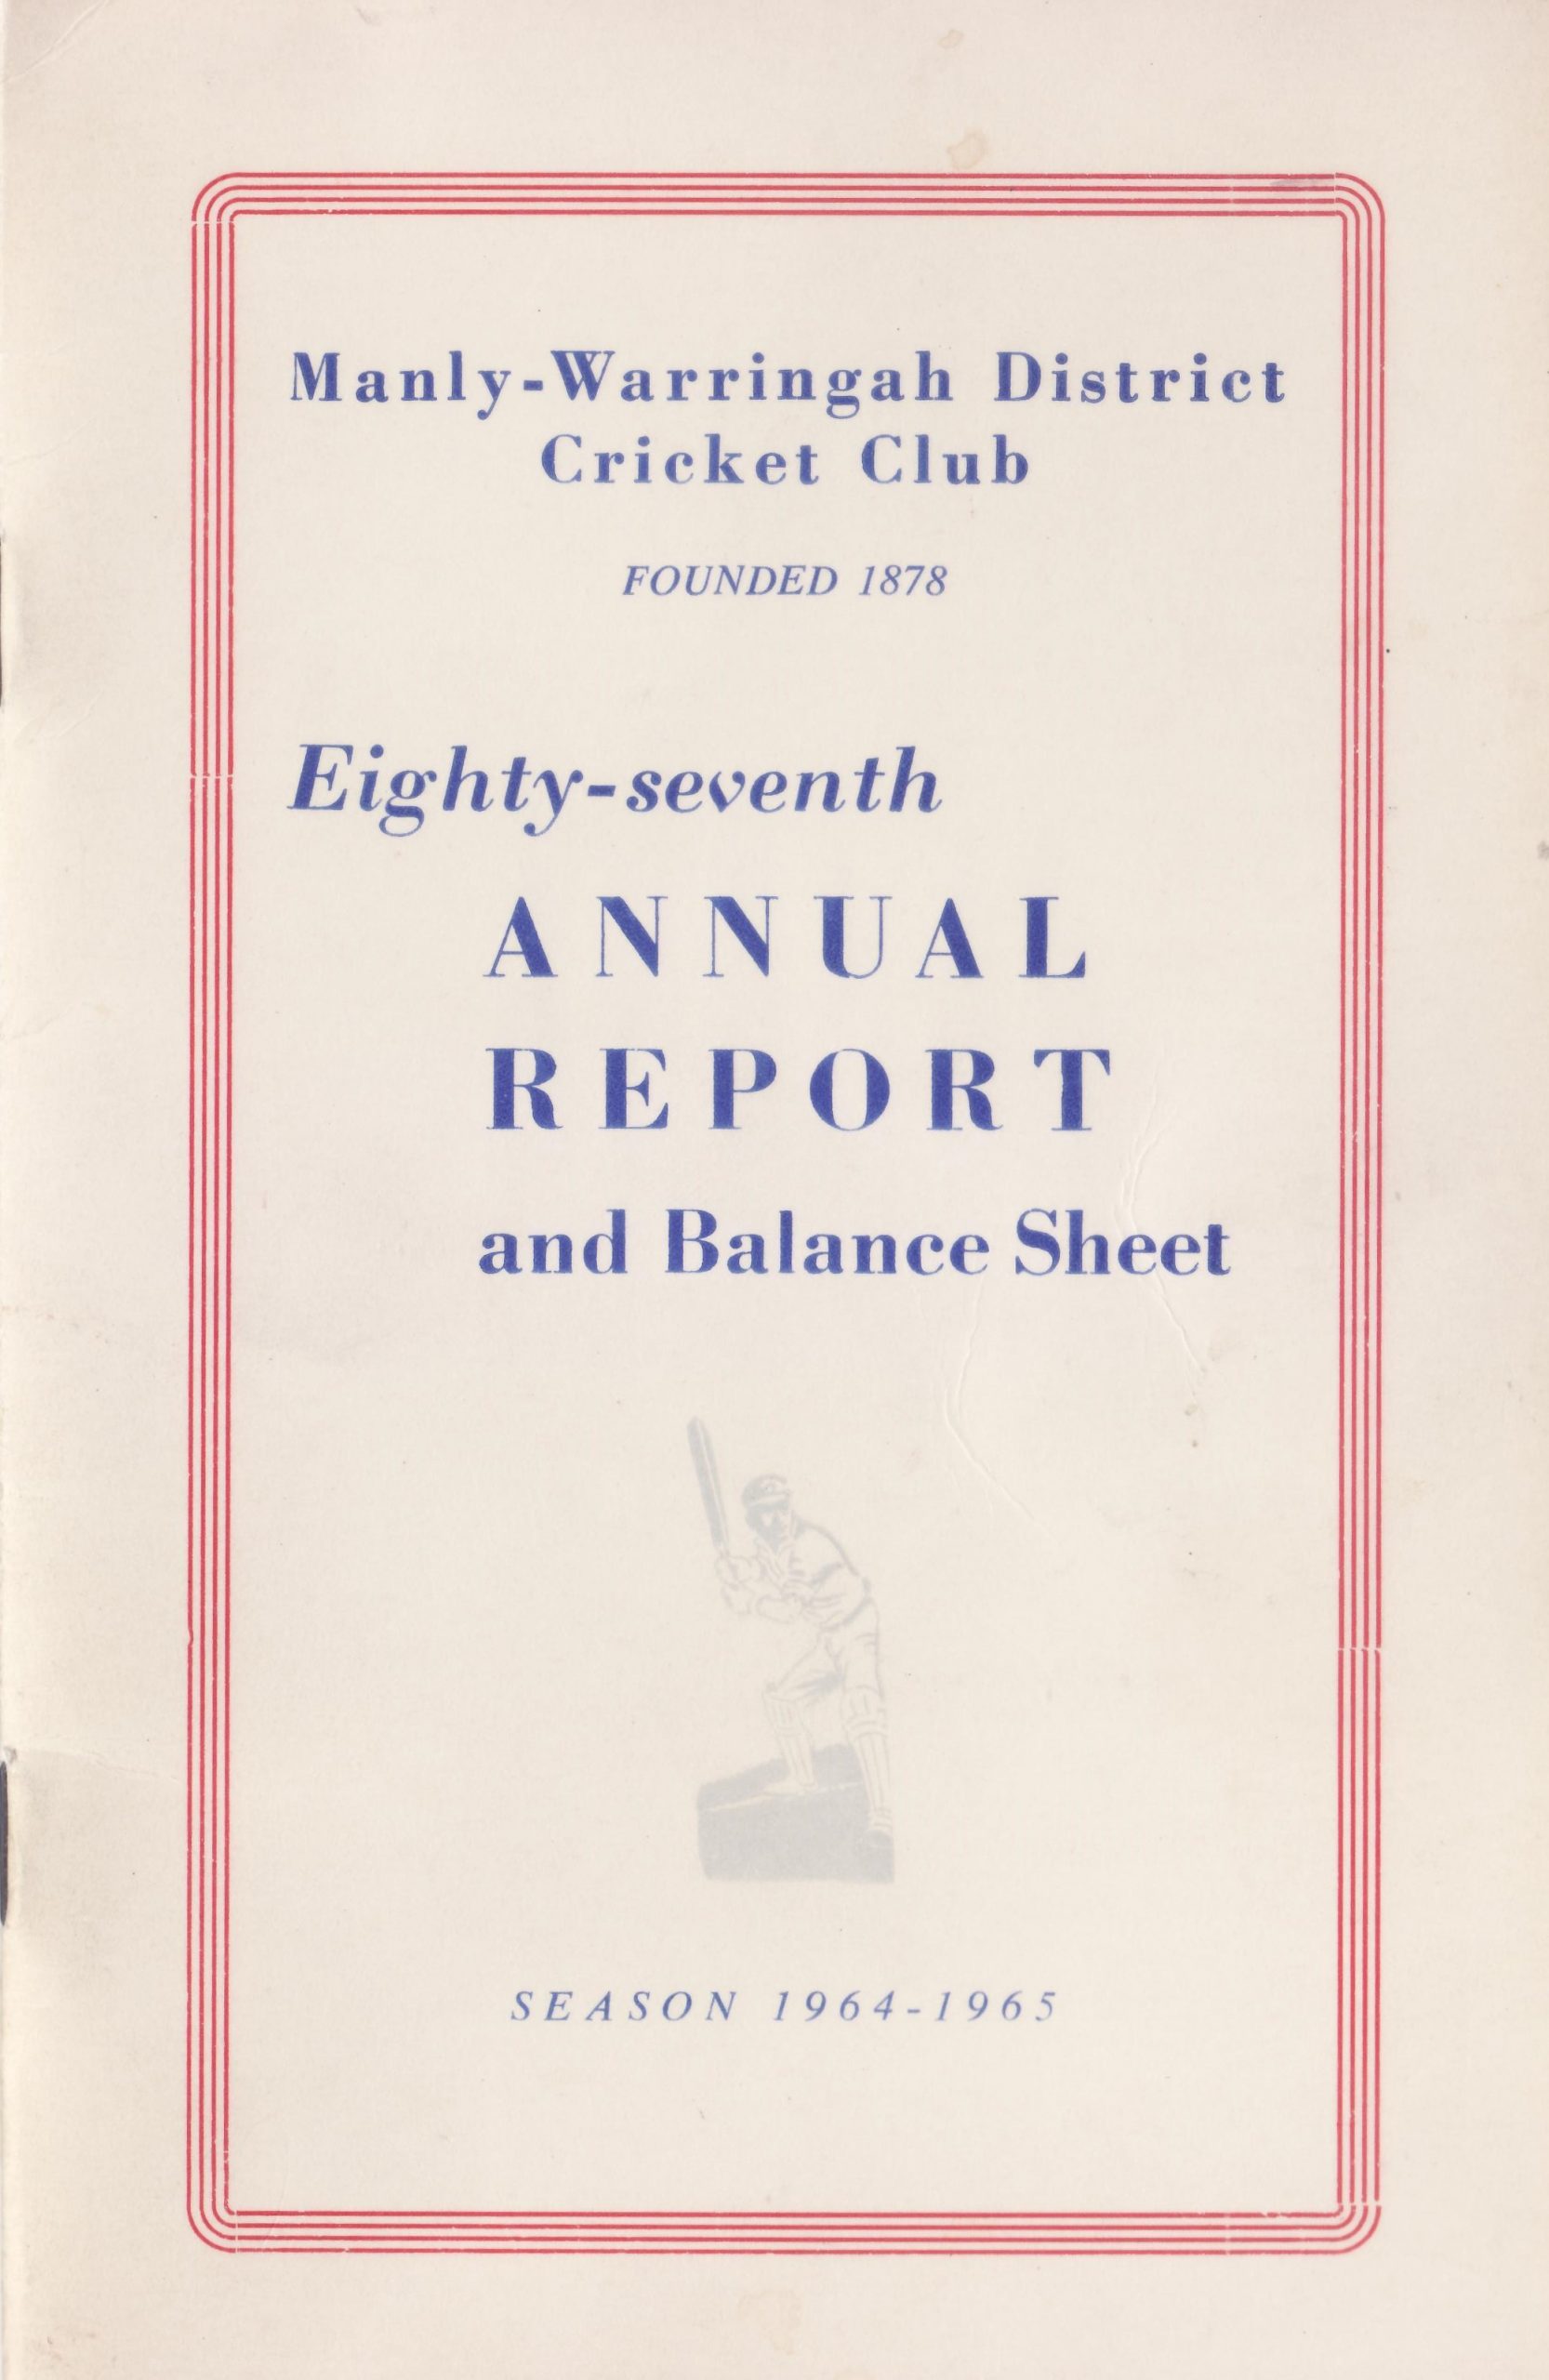 Manly-Warringah District
Cricket Club
FOUNDED 1878
Eighty-seventh
ANNUAL
REPORT
and Balance Sheet
SEASON 1964-1965